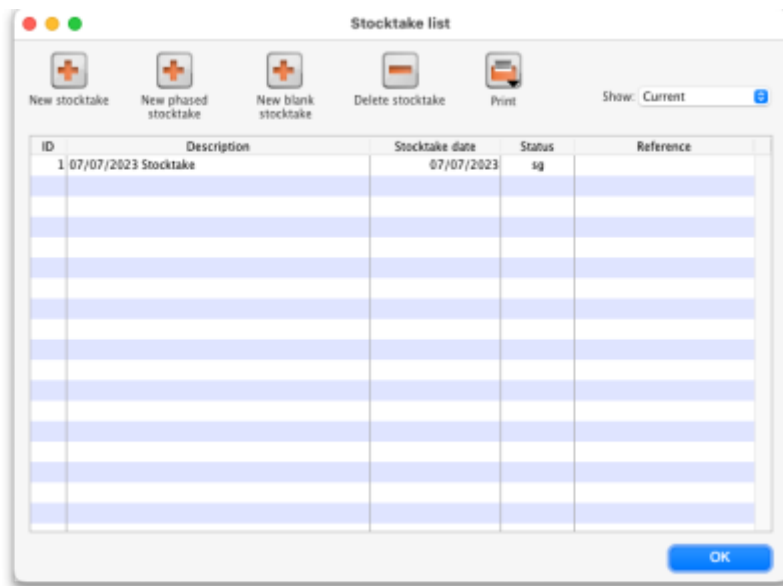 Stocktake list
New stocktake
New phased
stocktake
New blank
stocktake
Delete stocktake
Print
Show: Current
ID Description Stocktake date Status Reference
1 07/07/2023 Stocktake 07/07/2023 sg
OK